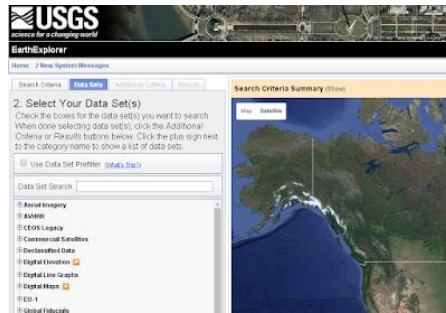 USGS
science for a changing world
EarthExplorer
Home 2 New System Messages
Search Criteria Data Sets Additional Criteria Results
2. Select Your Data Set(s)
Check the boxes for the data set(s) you want to search.
When done selecting data set(s), click the Additional
Criteria or Results buttons below. Click the plus sign next
to the category name to show a list of data sets.
Use Data Set Prefilter (What's This?)
Data Set Search:
Aerial Imagery
AVHRR
CEOS Legacy
Commercial Satellites
Declassified Data
Digital Elevation
Digital Line Graphs
Digital Maps
EO-1
Global Fiducials
Search Criteria Summary (Show)
Map Satellite